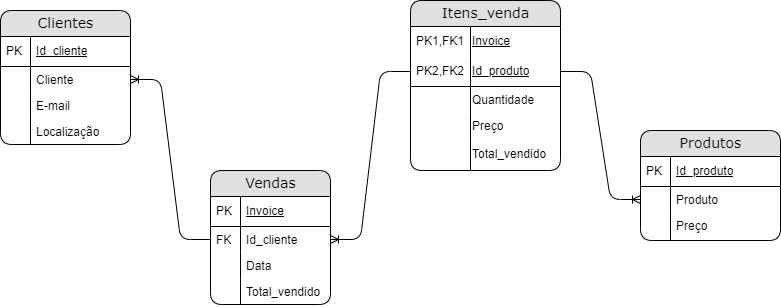 Clientes
PK Id_cliente
Cliente
E-mail
Localização
Vendas
PK Invoice
FK Id_cliente
Data
Total_vendido
Itens_venda
PK1,FK1 Invoice
PK2,FK2 Id_produto
Quantidade
Preço
Total_vendido
Produtos
PK Id_produto
Produto
Preço